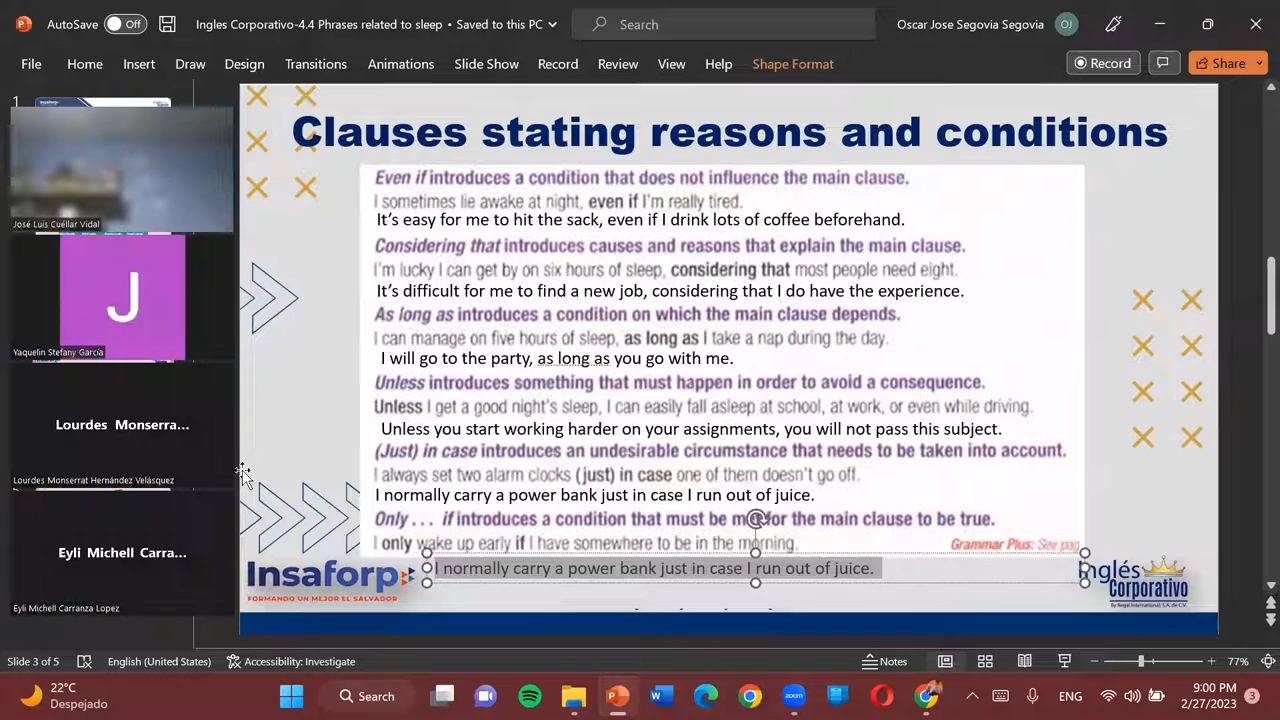 AutoSave Off Ingles Corporativo-4.4 Phrases related to sleep • Saved to this PC Search Oscar Jose Segovia Segovia OJ
File Home Insert Draw Design Transitions Animations Slide Show Record Review View Help Shape Format Record Share
1
Clauses stating reasons and conditions
Even if introduces a condition that does not influence the main clause.
I sometimes lie awake at night, even if I'm really tired.
It's easy for me to hit the sack, even if I drink lots of coffee beforehand.
Considering that introduces causes and reasons that explain the main clause.
I'm lucky I can get by on six hours of sleep, considering that most people need eight.
It's difficult for me to find a new job, considering that I do have the experience.
As long as introduces a condition on which the main clause depends.
I can manage on five hours of sleep, as long as I take a nap during the day.
I will go to the party, as long as you go with me.
Unless introduces something that must happen in order to avoid a consequence.
Unless I get a good night's sleep, I can easily fall asleep at school, at work, or even while driving.
Unless you start working harder on your assignments, you will not pass this subject.
(Just) in case introduces an undesirable circumstance that needs to be taken into account.
I always set two alarm clocks (just) in case one of them doesn't go off.
I normally carry a power bank just in case I run out of juice.
Only . . . if introduces a condition that must be for the main clause to be true.
I only wake up early if I have somewhere to be in the morning.
Grammar Plus: See
I normally carry a power bank just in case I run out of juice.
Insaforp
FORMANDO UN MEJOR EL SALVADOR
Inglés
Corporativo
By Regal International, S.A. de C.V.
José Luis Cuéllar Vidal
J
Yaquelin Stefany García
Lourdes Monserra...
Lourdes Monserrat Hernández Velásquez
Eyli Michell Carra...
Eyli Michell Carranza Lopez
Slide 3 of 5 English (United States) Accessibility: Investigate Notes 77%
22°C
Despejado
Search
ENG
9:00 PM
2/27/2023
3